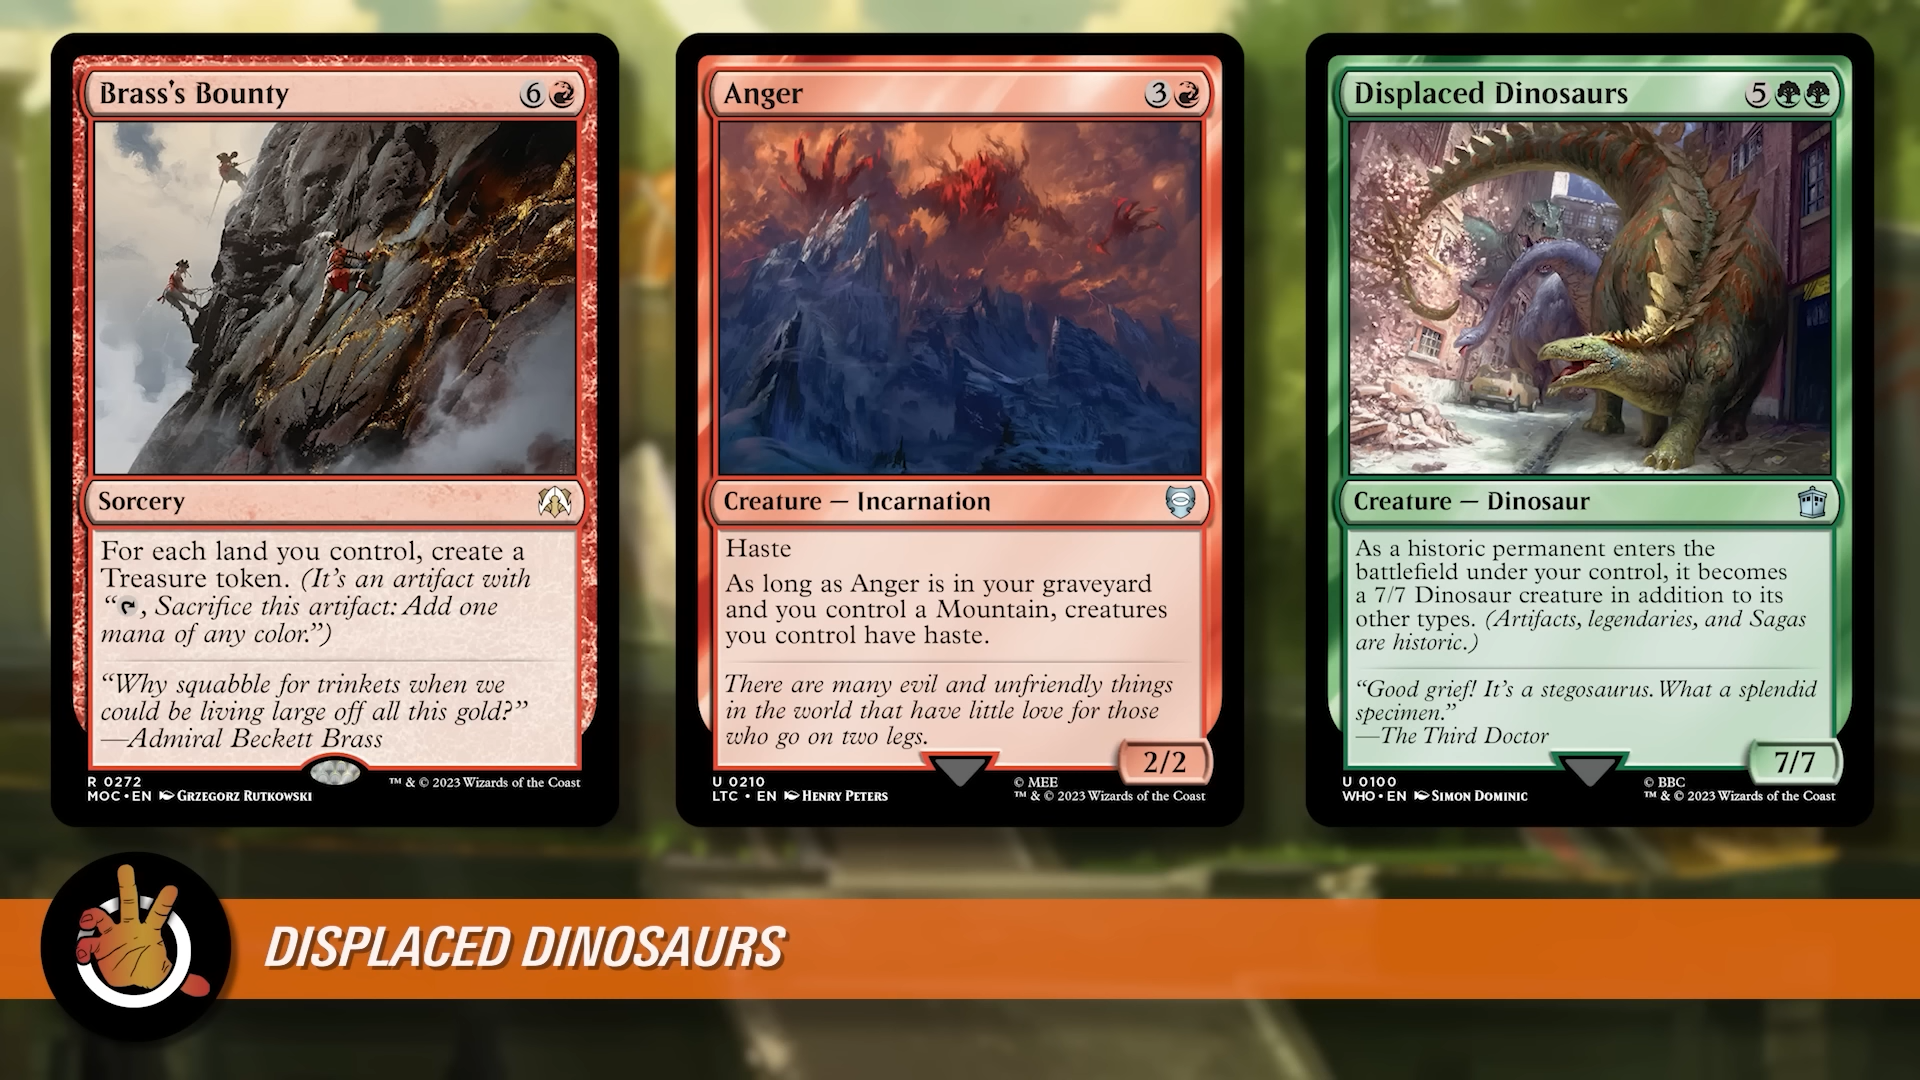 Brass's Bounty 6
Sorcery
For each land you control, create a
Treasure token. (It's an artifact with
“, Sacrifice this artifact: Add one
mana of any color.”)
“Why squabble for trinkets when we
could be living large off all this gold?”
—Admiral Beckett Brass
R 0272
MOC • EN Grzegorz Rutkowski
™ & © 2023 Wizards of the Coast
Anger 3
Creature — Incarnation
Haste
As long as Anger is in your graveyard
and you control a Mountain, creatures
you control have haste.
There are many evil and unfriendly things
in the world that have little love for those
who go on two legs.
2/2
U 0210
LTC • EN Henry Peters
© MEE
™ & © 2023 Wizards of the Coast
Displaced Dinosaurs 5
Creature — Dinosaur
As a historic permanent enters the
battlefield under your control, it becomes
a 7/7 Dinosaur creature in addition to its
other types. (Artifacts, legendaries, and Sagas
are historic.)
“Good grief! It's a stegosaurus. What a splendid
specimen.”
—The Third Doctor
7/7
U 0100
WHO • EN Simon Dominic
© BBC
™ & © 2023 Wizards of the Coast
DISPLACED DINOSAURS